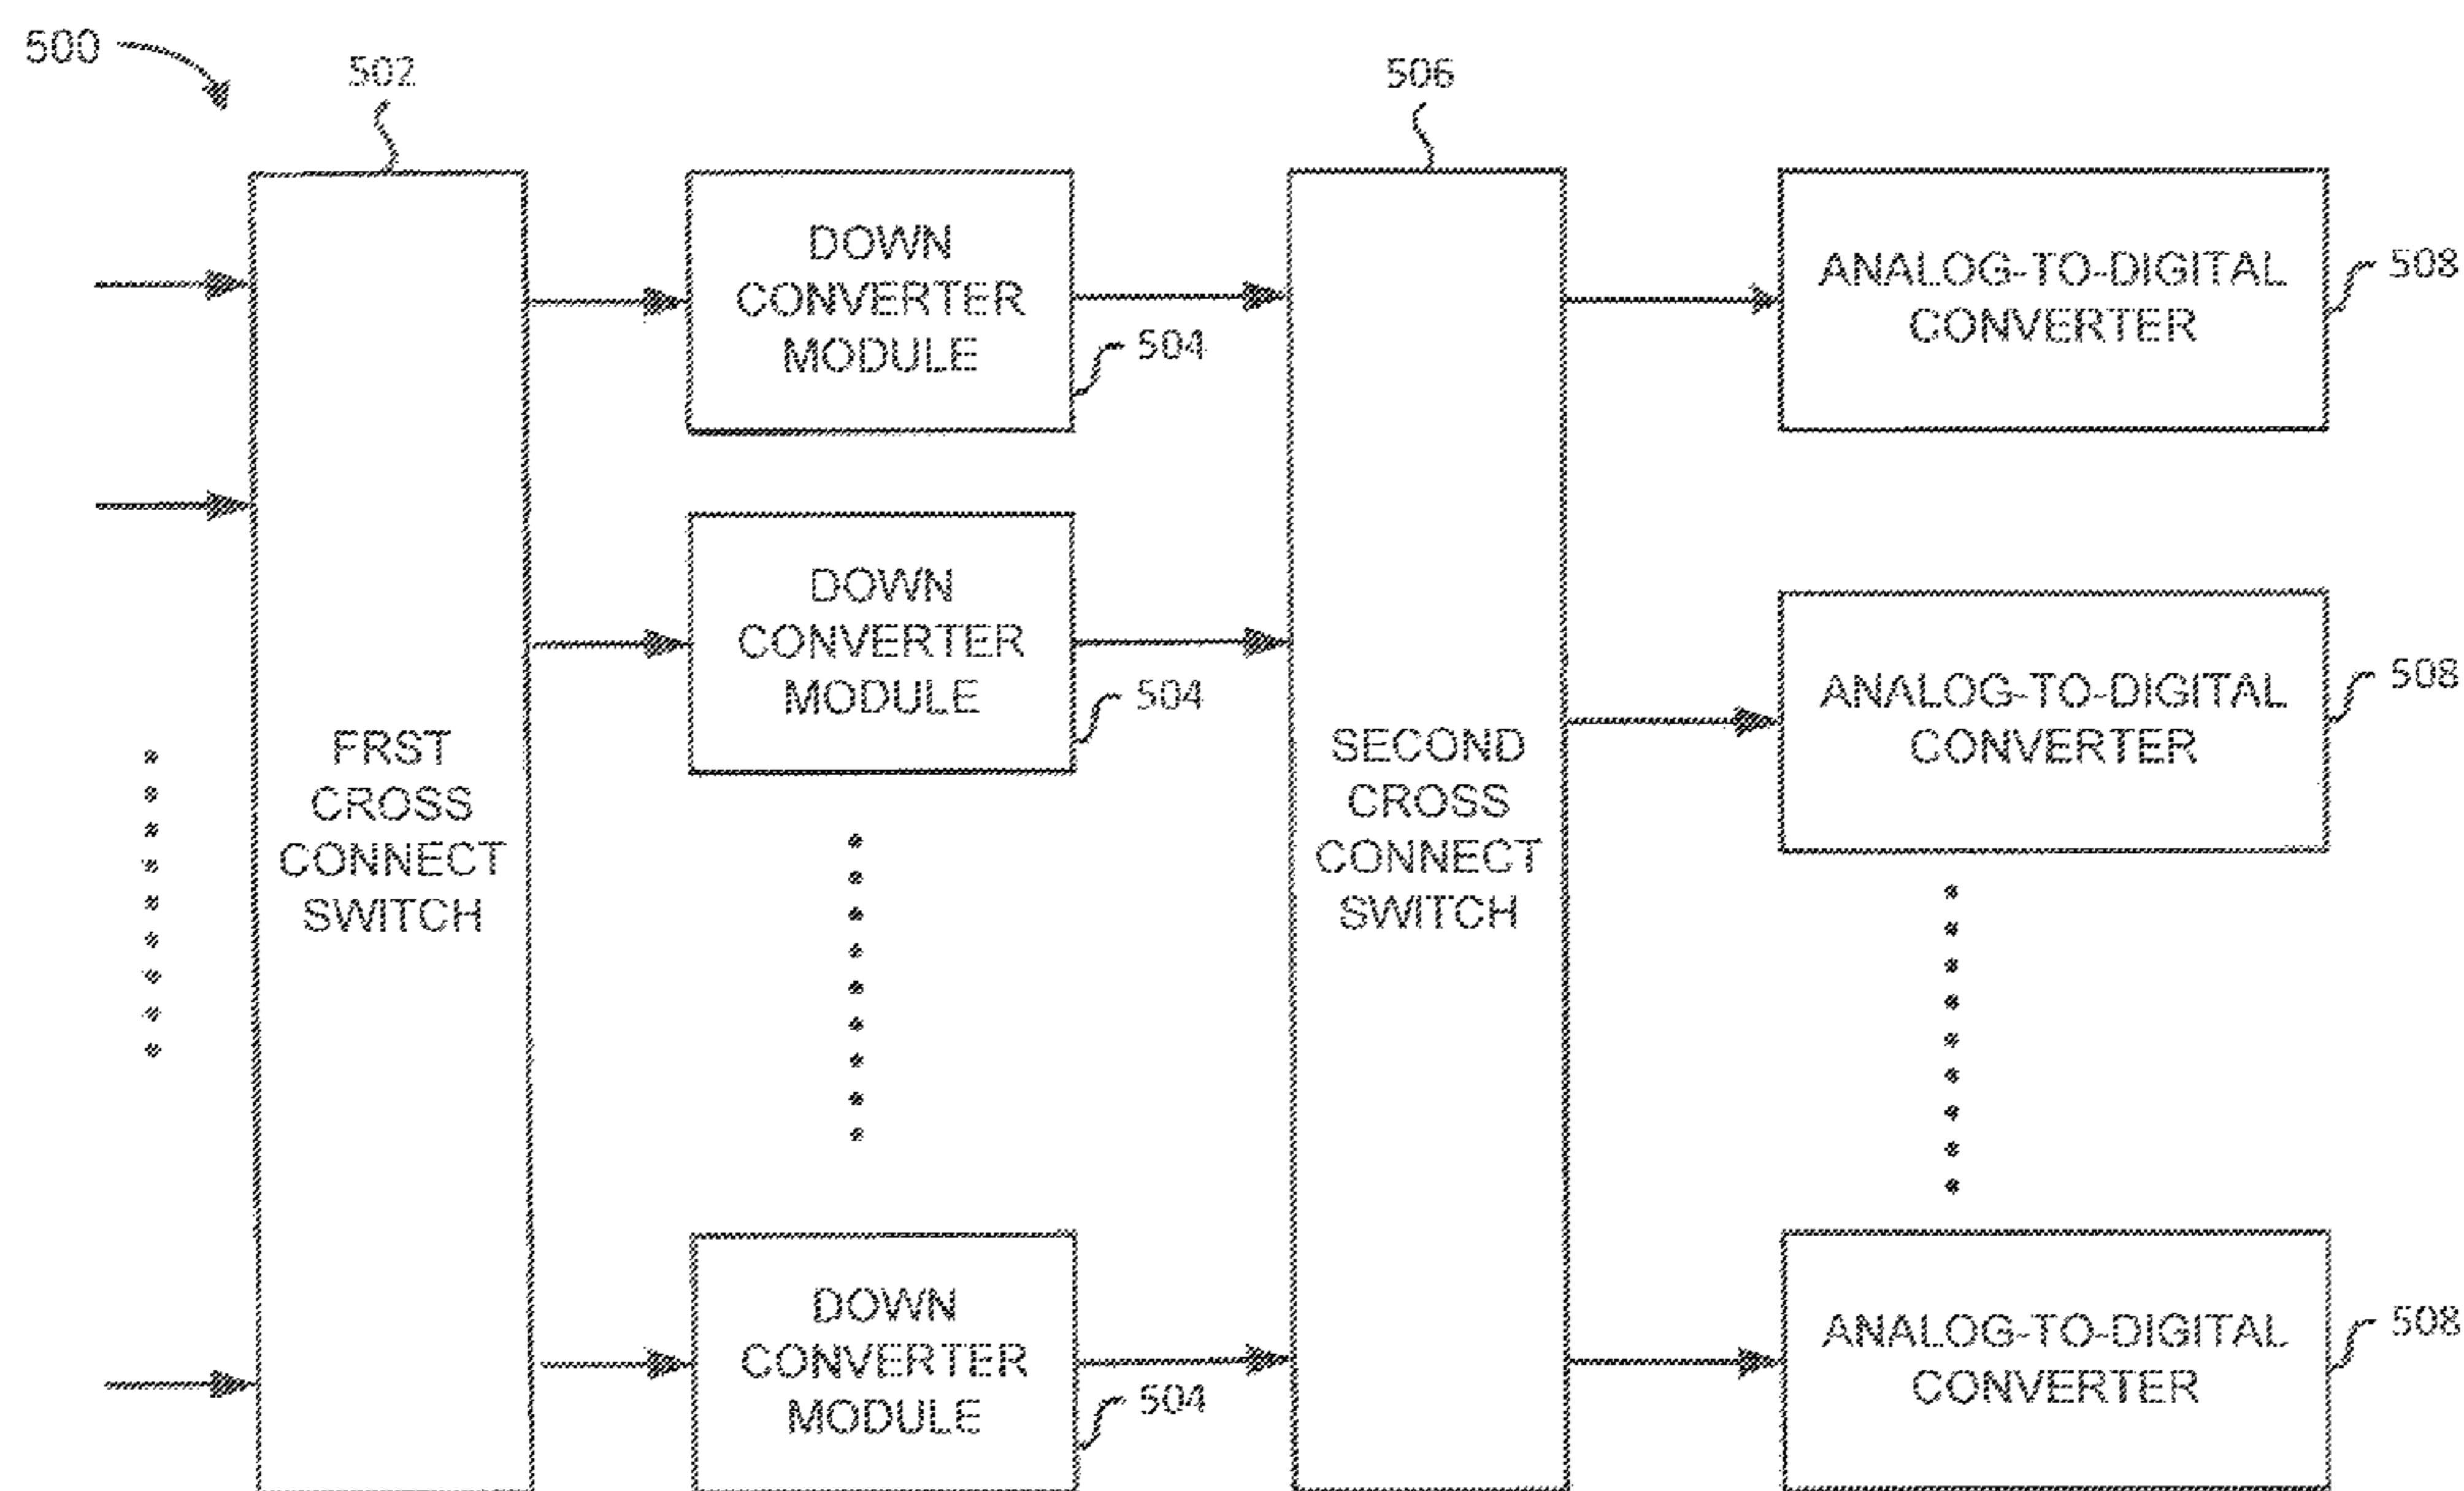 500
502
506
DOWN
CONVERTER
MODULE
504
ANALOG-TO-DIGITAL
CONVERTER
508
DOWN
CONVERTER
MODULE
504
ANALOG-TO-DIGITAL
CONVERTER
508
FRST
CROSS
CONNECT
SWITCH
SECOND
CROSS
CONNECT
SWITCH
DOWN
CONVERTER
MODULE
504
ANALOG-TO-DIGITAL
CONVERTER
508